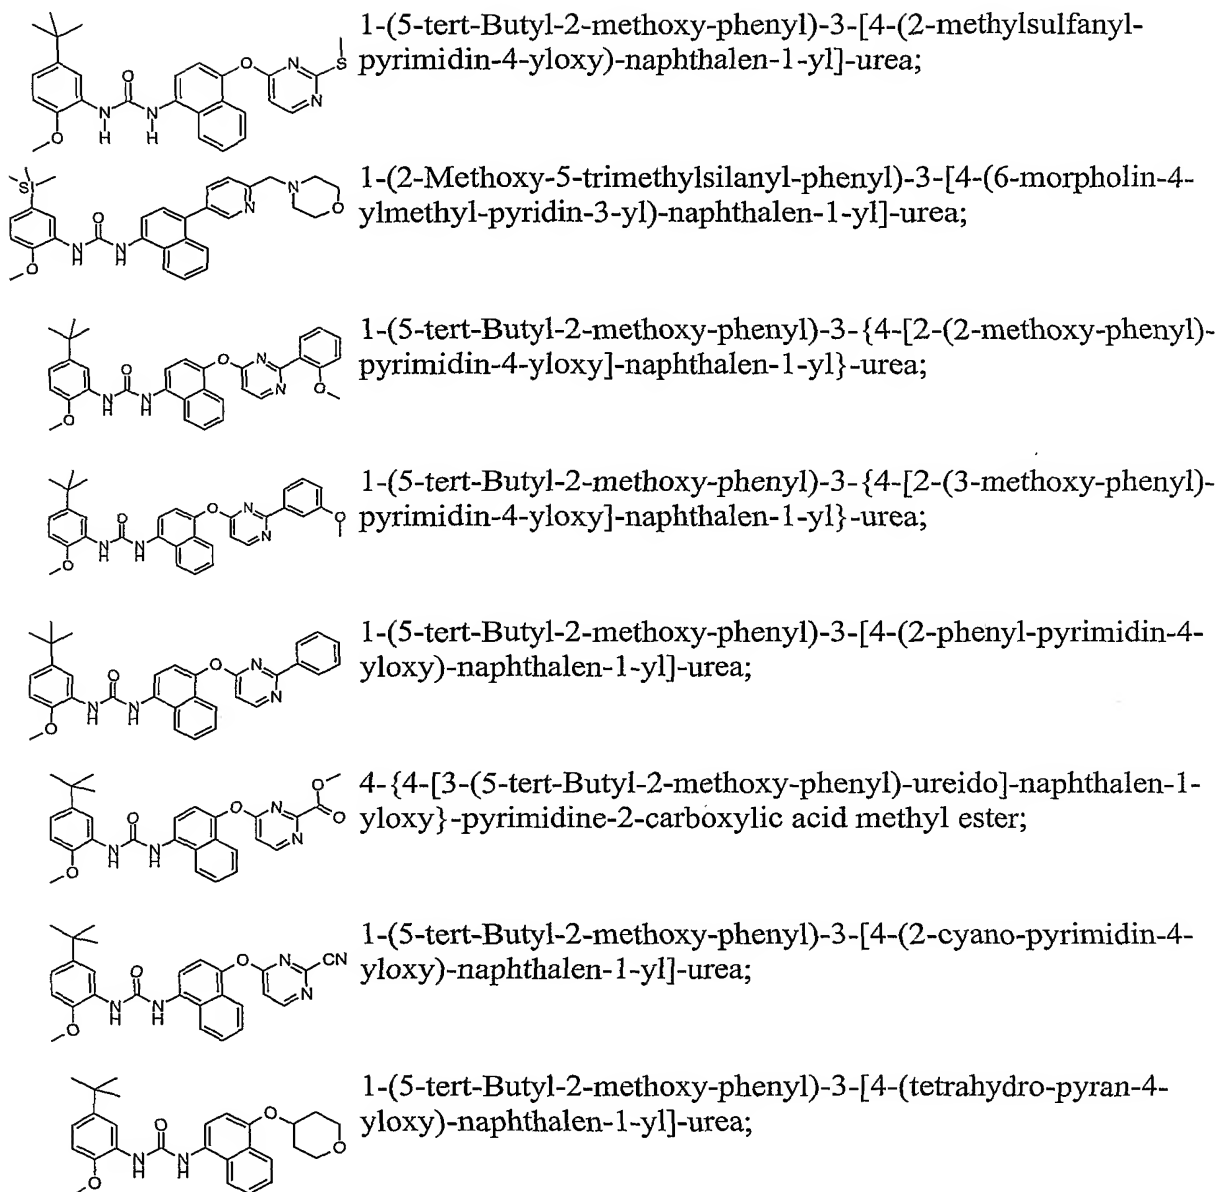 1-(5-tert-Butyl-2-methoxy-phenyl)-3-[4-(2-methylsulfanyl-
pyrimidin-4-yloxy)-naphthalen-1-yl]-urea;
1-(2-Methoxy-5-trimethylsilanyl-phenyl)-3-[4-(6-morpholin-4-
ylmethyl-pyridin-3-yl)-naphthalen-1-yl]-urea;
1-(5-tert-Butyl-2-methoxy-phenyl)-3-{4-[2-(2-methoxy-phenyl)-
pyrimidin-4-yloxy]-naphthalen-1-yl}-urea;
1-(5-tert-Butyl-2-methoxy-phenyl)-3-{4-[2-(3-methoxy-phenyl)-
pyrimidin-4-yloxy]-naphthalen-1-yl}-urea;
1-(5-tert-Butyl-2-methoxy-phenyl)-3-[4-(2-phenyl-pyrimidin-4-
yloxy)-naphthalen-1-yl]-urea;
4-{4-[3-(5-tert-Butyl-2-methoxy-phenyl)-ureido]-naphthalen-1-
yloxy}-pyrimidine-2-carboxylic acid methyl ester;
1-(5-tert-Butyl-2-methoxy-phenyl)-3-[4-(2-cyano-pyrimidin-4-
yloxy)-naphthalen-1-yl]-urea;
1-(5-tert-Butyl-2-methoxy-phenyl)-3-[4-(tetrahydro-pyran-4-
yloxy)-naphthalen-1-yl]-urea;